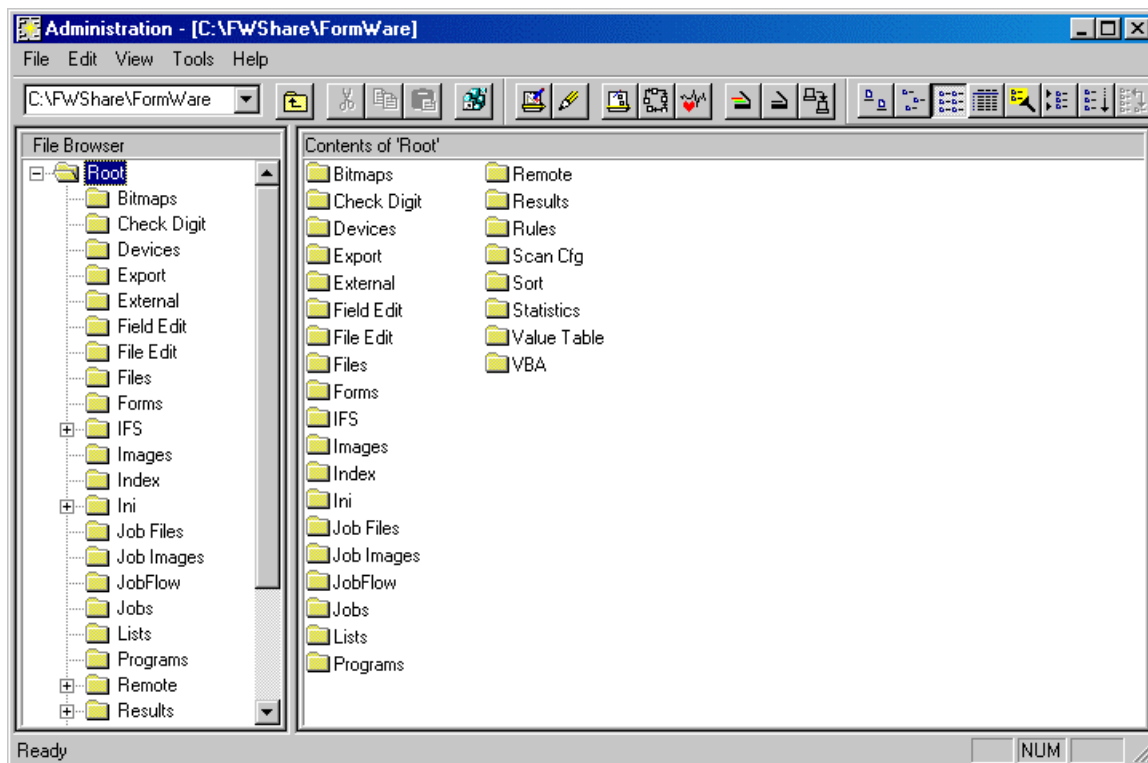 Administration - [C:\FWShare\FormWare]
File Edit View Tools Help
C:\FWShare\FormWare
File Browser
Root
Bitmaps
Check Digit
Devices
Export
External
Field Edit
File Edit
Files
Forms
IFS
Images
Index
Ini
Job Files
Job Images
JobFlow
Jobs
Lists
Programs
Remote
Results
Contents of 'Root'
Bitmaps
Check Digit
Devices
Export
External
Field Edit
File Edit
Files
Forms
IFS
Images
Index
Ini
Job Files
Job Images
JobFlow
Jobs
Lists
Programs
Remote
Results
Rules
Scan Cfg
Sort
Statistics
Value Table
VBA
Ready
NUM